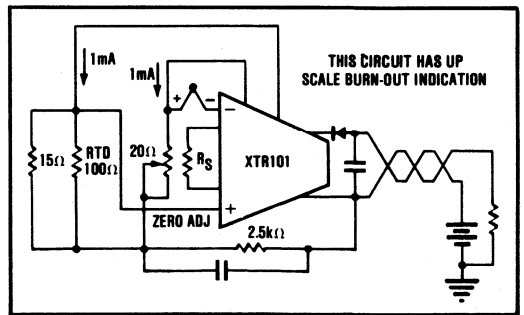 1mA
1mA
THIS CIRCUIT HAS UP
SCALE BURN-OUT INDICATION
+ −
−
15Ω
RTD
100Ω
20Ω
RS
XTR101
+
ZERO ADJ
2.5kΩ